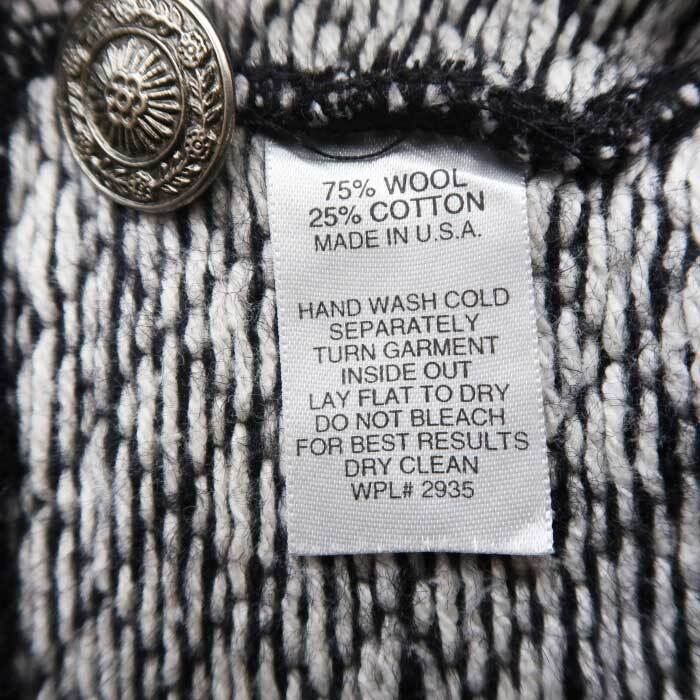 75% WOOL
25% COTTON
MADE IN U.S.A.
HAND WASH COLD
SEPARATELY
TURN GARMENT
INSIDE OUT
LAY FLAT TO DRY
DO NOT BLEACH
FOR BEST RESULTS
DRY CLEAN
WPL# 2935